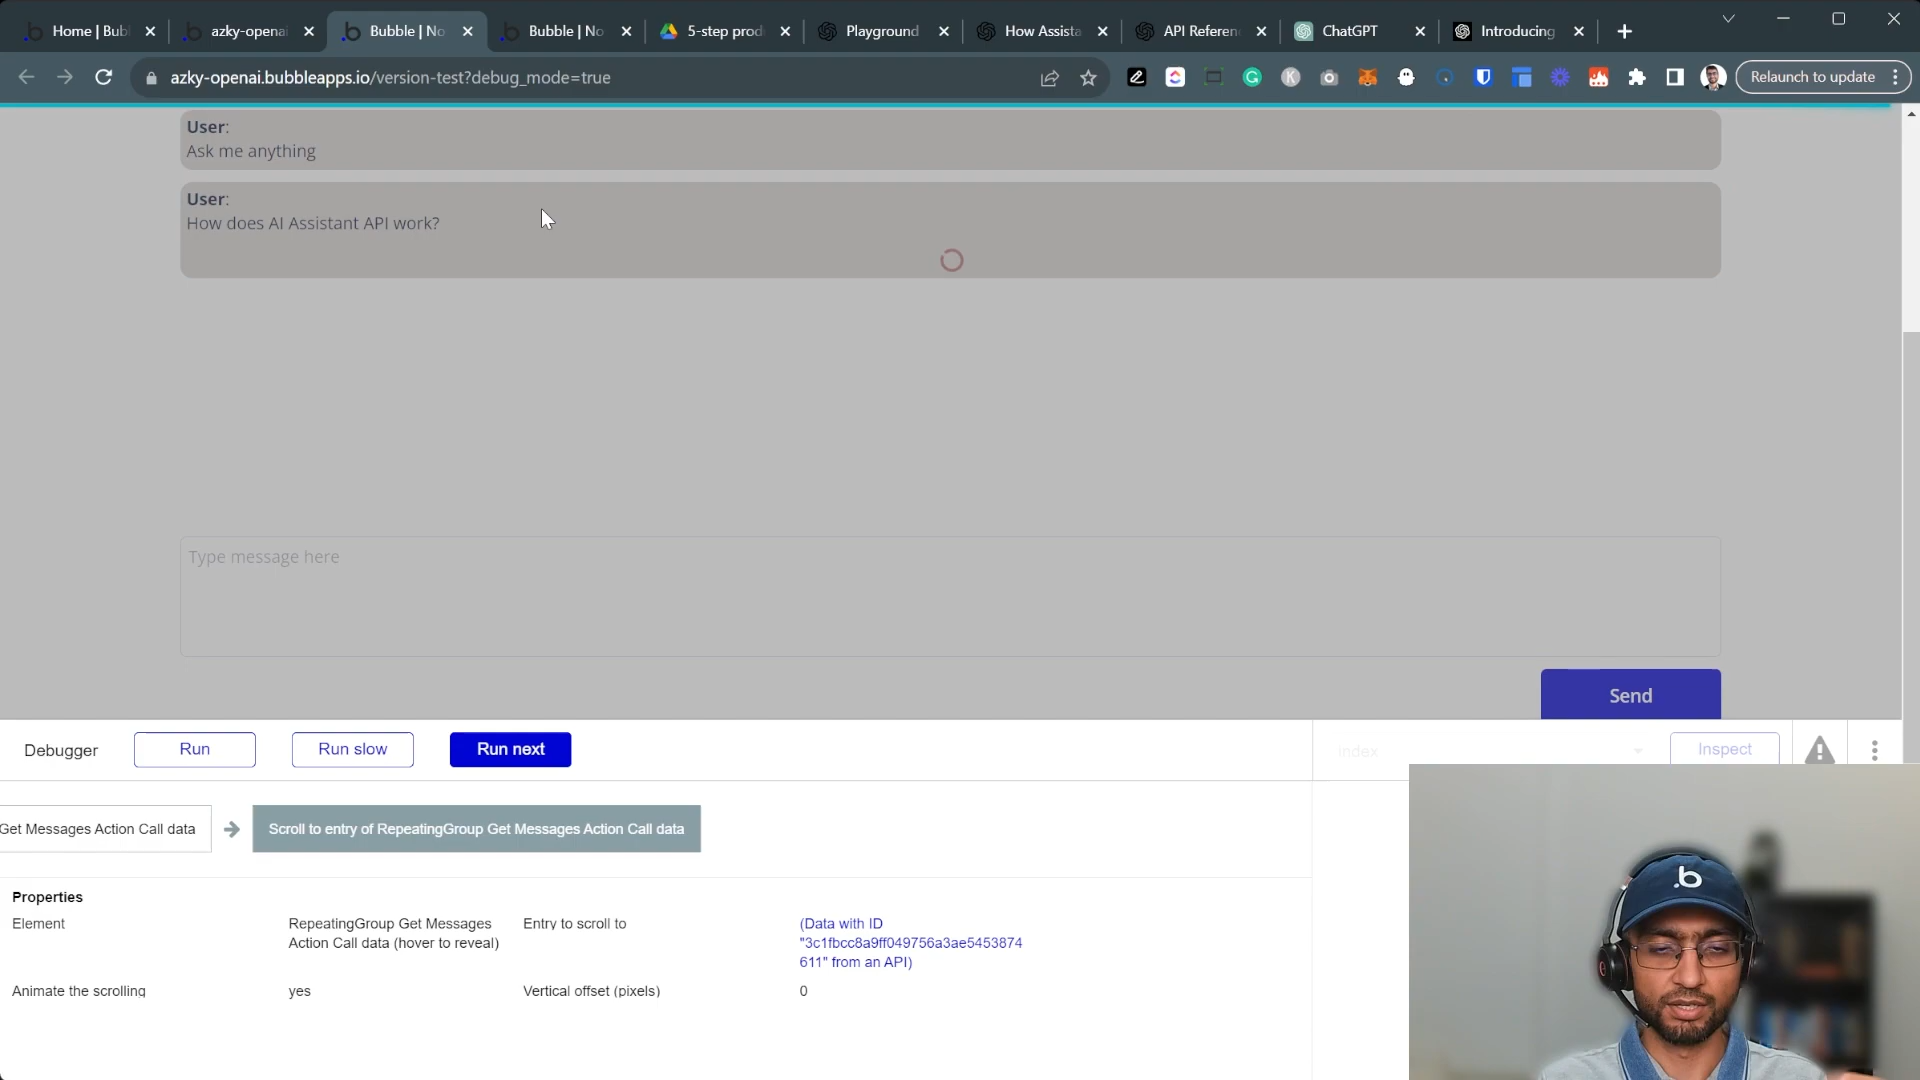 Home | Bub
azky-openai
Bubble | No
Bubble | No
5-step prod
Playground
How Assista
API Referen
ChatGPT
Introducing
azky-openai.bubbleapps.io/version-test?debug_mode=true
Relaunch to update
User:
Ask me anything
User:
How does AI Assistant API work?
Type message here
Send
Debugger
Run
Run slow
Run next
index
Inspect
Get Messages Action Call data
Scroll to entry of RepeatingGroup Get Messages Action Call data
Properties
Element
RepeatingGroup Get Messages
Action Call data (hover to reveal)
Entry to scroll to
(Data with ID
"3c1fbcc8a9ff049756a3ae5453874
611" from an API)
Animate the scrolling
yes
Vertical offset (pixels)
0
.b